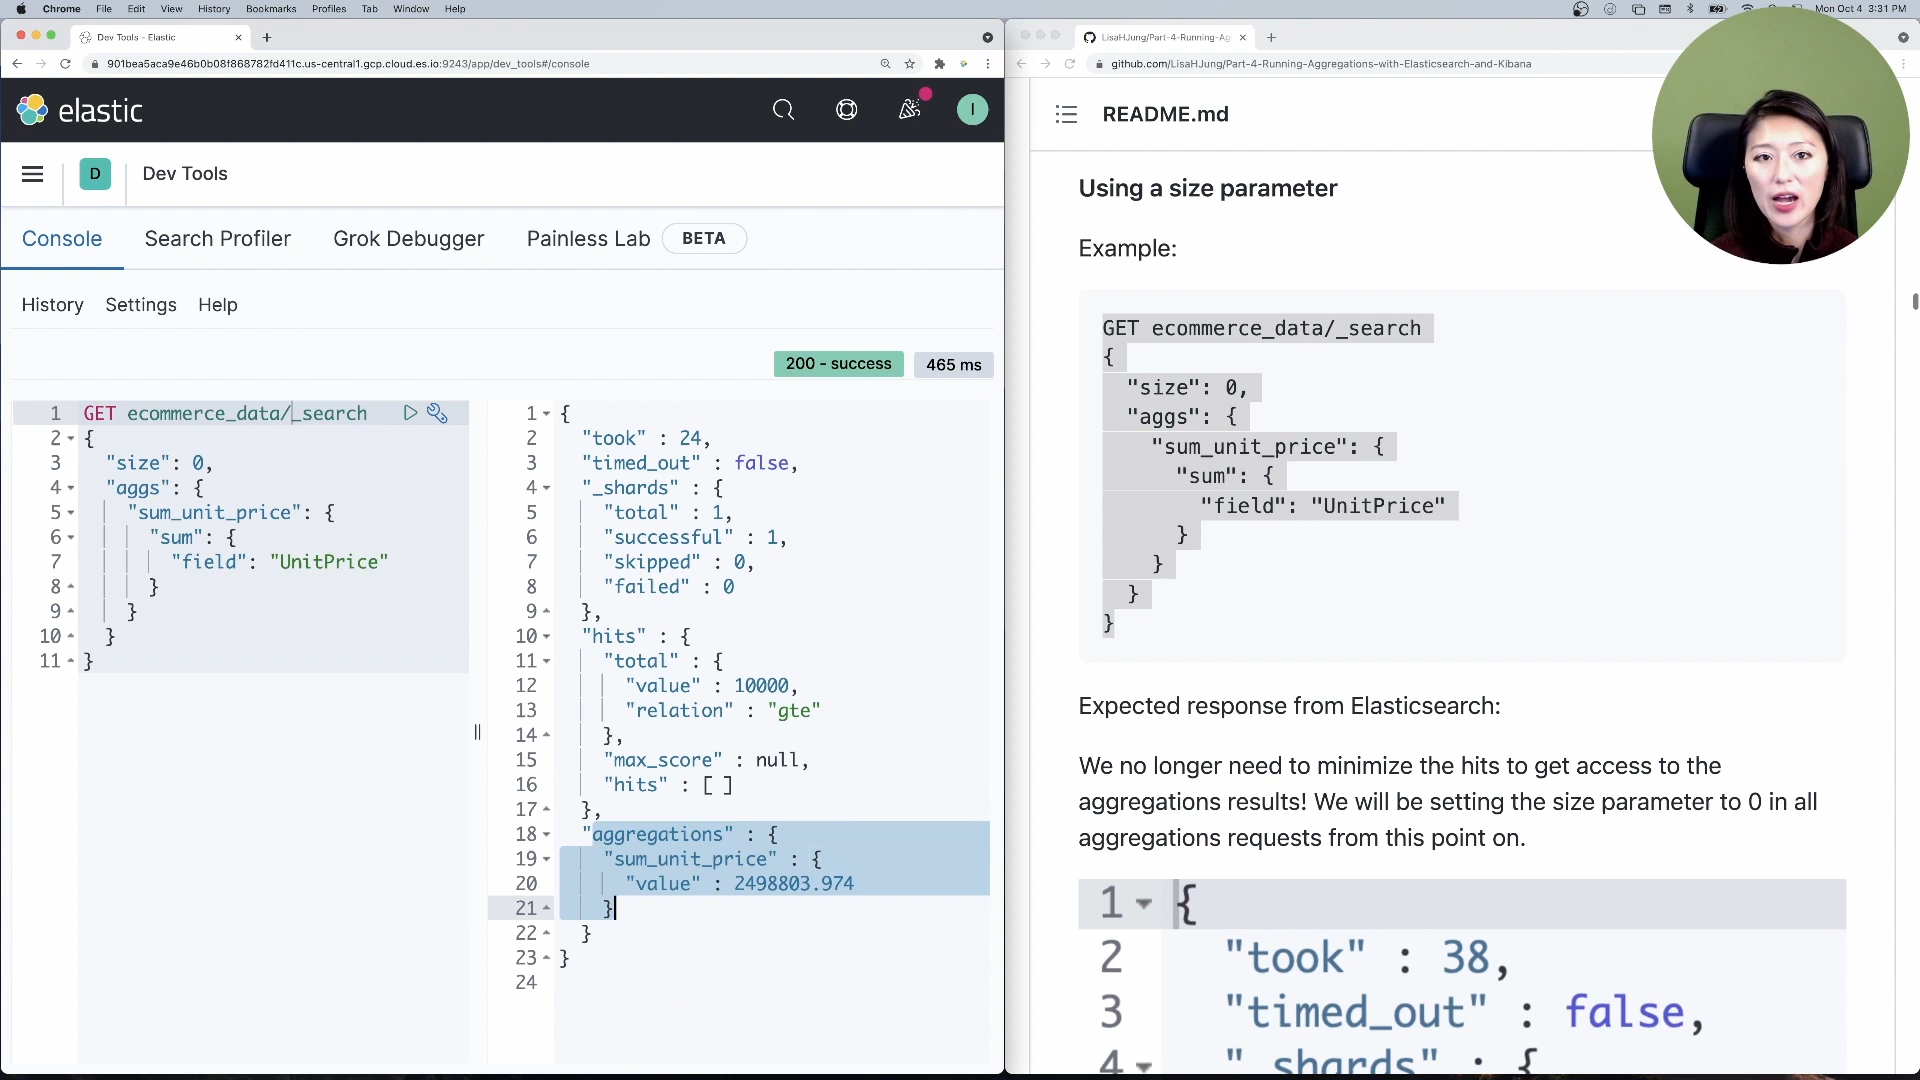 Chrome File Edit View History Bookmarks Profiles Tab Window Help
Mon Oct 4 3:31 PM
Dev Tools - Elastic
901bea5aca9e46b0b08f868782fd411c.us-central1.gcp.cloud.es.io:9243/app/dev_tools#/console
elastic
I
D
Dev Tools
Console Search Profiler Grok Debugger Painless Lab BETA
History Settings Help
200 - success 465 ms
1 GET ecommerce_data/_search
2 {
3 "size": 0,
4 "aggs": {
5 "sum_unit_price": {
6 "sum": {
7 "field": "UnitPrice"
8 }
9 }
10 }
11 }
1 {
2 "took" : 24,
3 "timed_out" : false,
4 "_shards" : {
5 "total" : 1,
6 "successful" : 1,
7 "skipped" : 0,
8 "failed" : 0
9 },
10 "hits" : {
11 "total" : {
12 "value" : 10000,
13 "relation" : "gte"
14 },
15 "max_score" : null,
16 "hits" : [ ]
17 },
18 "aggregations" : {
19 "sum_unit_price" : {
20 "value" : 2498803.974
21 }
22 }
23 }
24
LisaHJung/Part-4-Running-Ag
github.com/LisaHJung/Part-4-Running-Aggregations-with-Elasticsearch-and-Kibana
README.md
Using a size parameter
Example:
GET ecommerce_data/_search
{
"size": 0,
"aggs": {
"sum_unit_price": {
"sum": {
"field": "UnitPrice"
}
}
}
}
Expected response from Elasticsearch:
We no longer need to minimize the hits to get access to the
aggregations results! We will be setting the size parameter to 0 in all
aggregations requests from this point on.
1 {
2 "took" : 38,
3 "timed_out" : false,
4 "_shards" : {